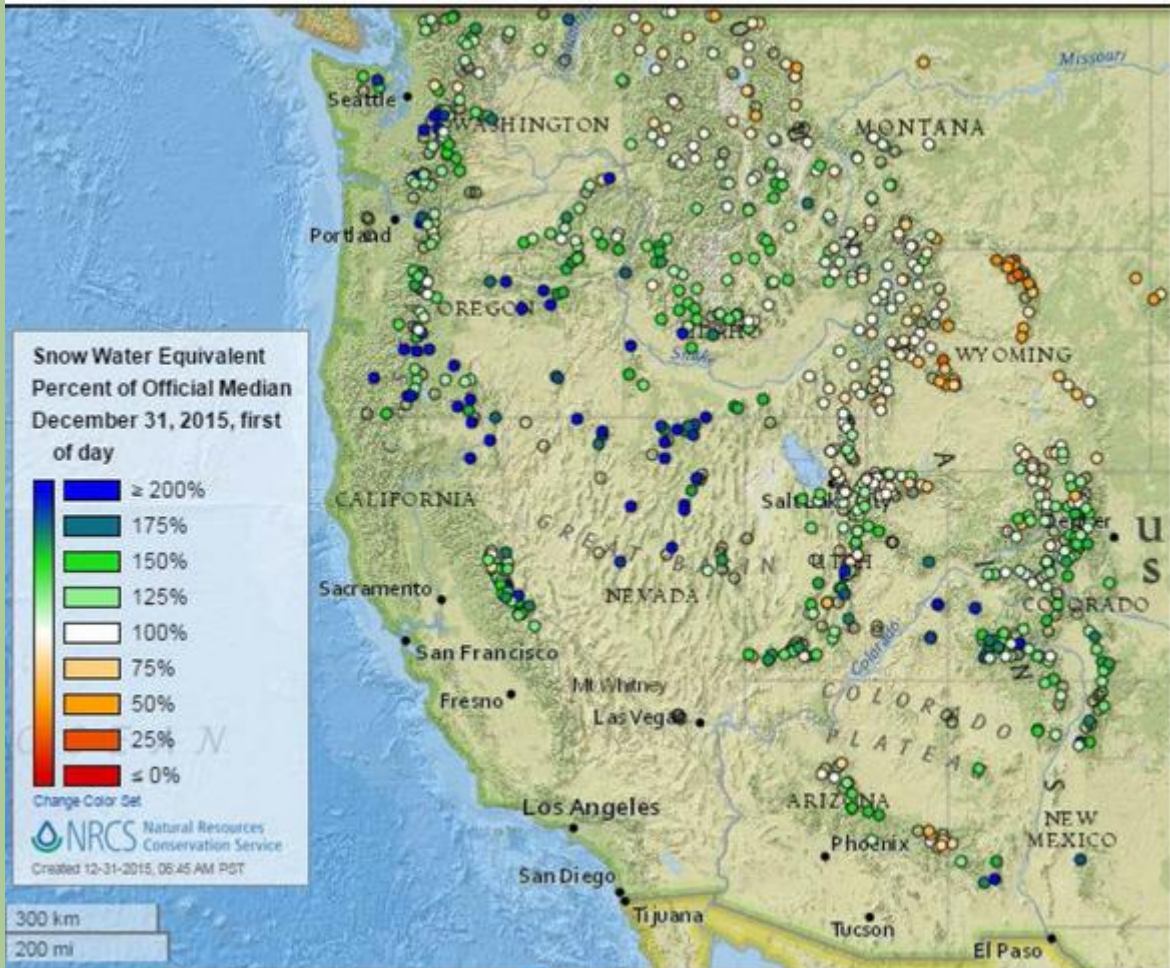 Missouri
Seattle
WASHINGTON
MONTANA
Portland
OREGON
IDAHO
Snake
WYOMING
Snow Water Equivalent
Percent of Official Median
December 31, 2015, first
of day
≥ 200%
175%
150%
125%
100%
75%
50%
25%
≤ 0%
Change Color Set
NRCS Natural Resources
Conservation Service
Created 12-31-2015, 06:45 AM PST
CALIFORNIA
Salt Lake City
GREAT BASIN
UTAH
NEVADA
Denver
US
COLORADO
Sacramento
San Francisco
Colorado
Fresno
Mt Whitney
Las Vegas
COLORADO
PLATEA
Los Angeles
ARIZONA
Phoenix
NEW
MEXICO
San Diego
Tijuana
Tucson
El Paso
300 km
200 mi